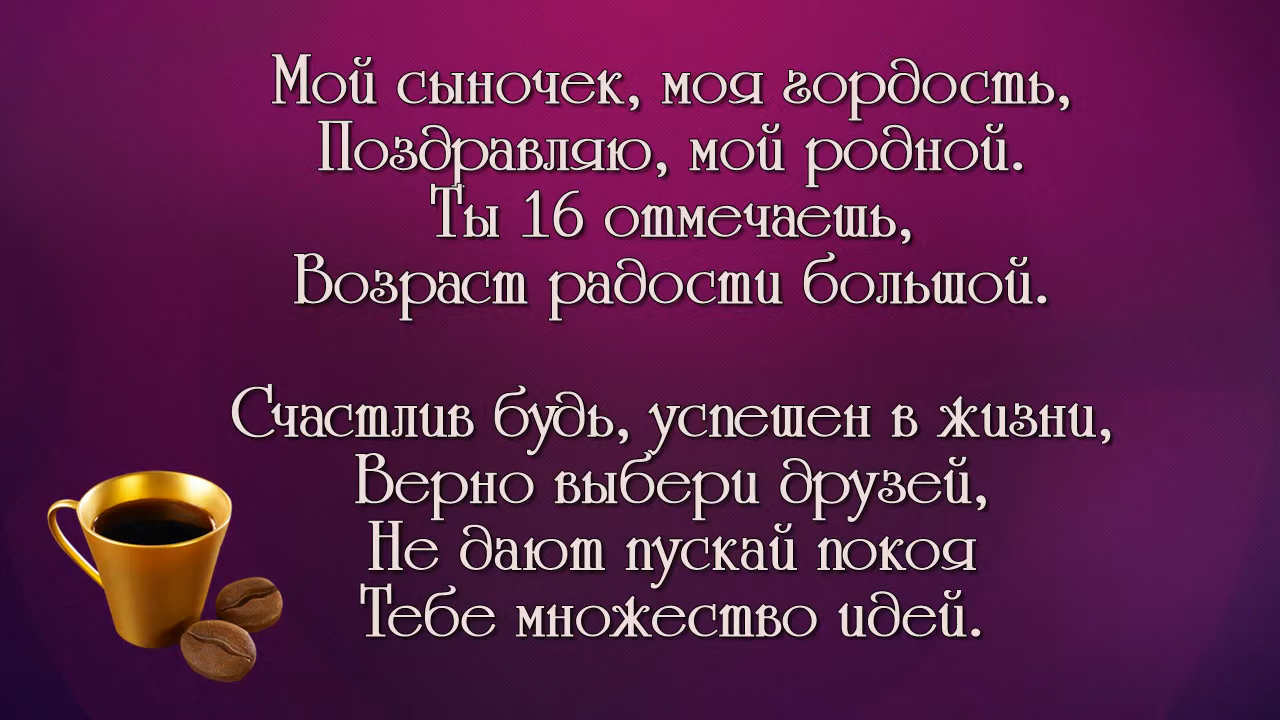 Мой сыночек, моя гордость,
Поздравляю, мой родной.
Ты 16 отмечаешь,
Возраст радости большой.
Счастлив будь, успешен в жизни,
Верно выбери друзей,
Не дают пускай покоя
Тебе множество идей.